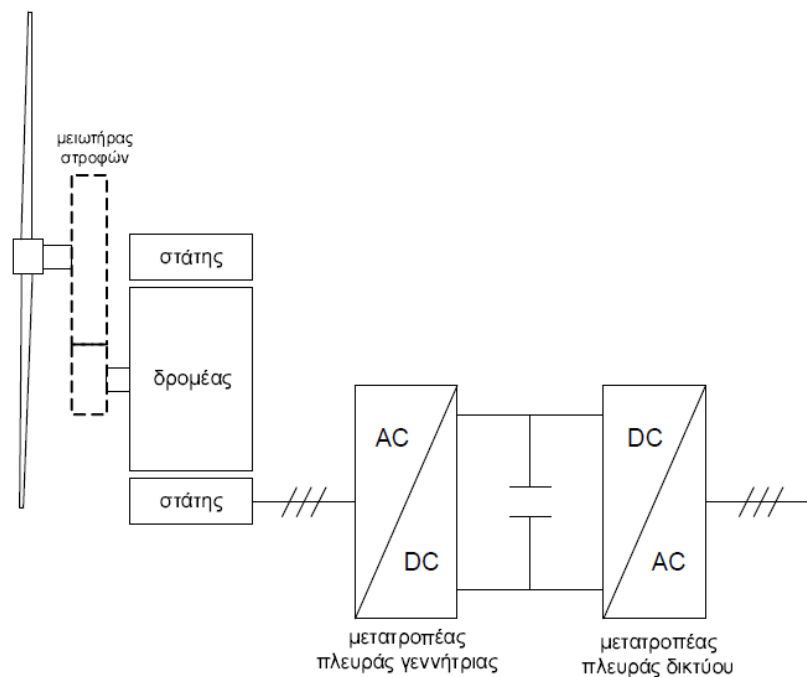 μειωτήρας
στροφών
στάτης
δρομέας
στάτης
AC
DC
DC
AC
μετατροπέας
πλευράς γεννήτριας
μετατροπέας
πλευράς δικτύου